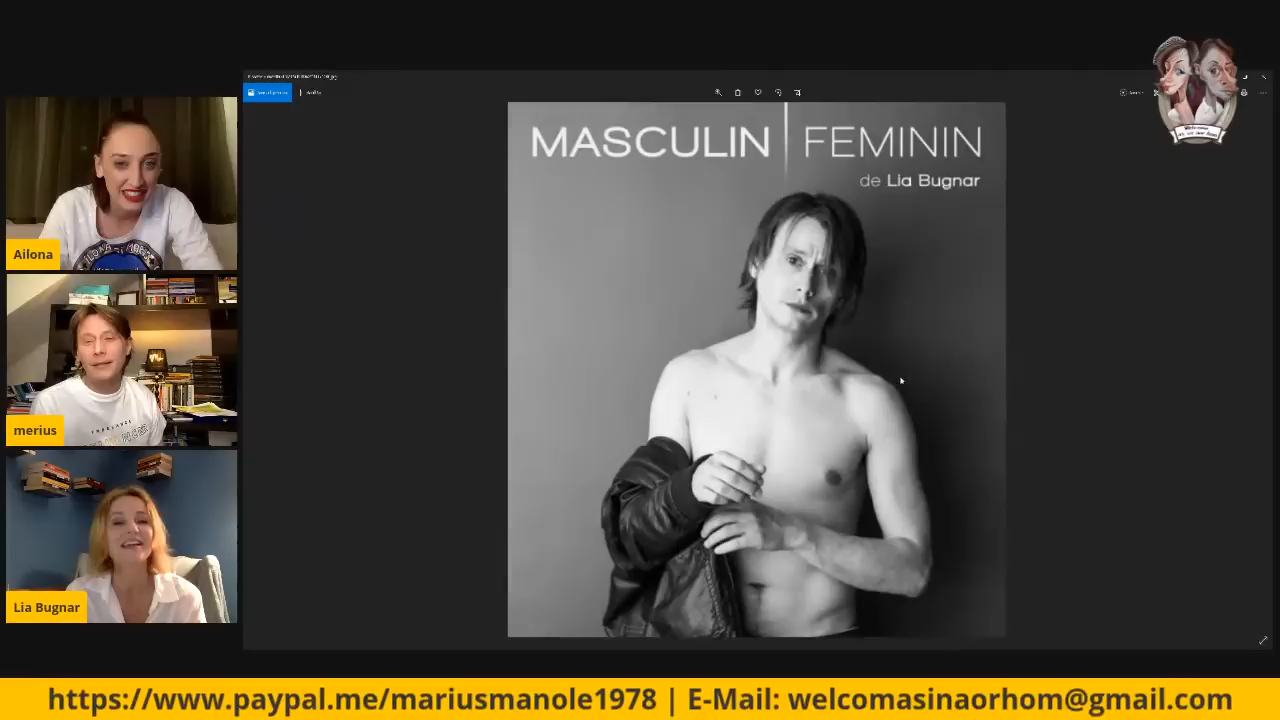 MASCULIN | FEMININ
de Lia Bugnar
Ailona
merius
Lia Bugnar
https://www.paypal.me/mariusmanole1978 | E-Mail: welcomasinaorhom@gmail.com